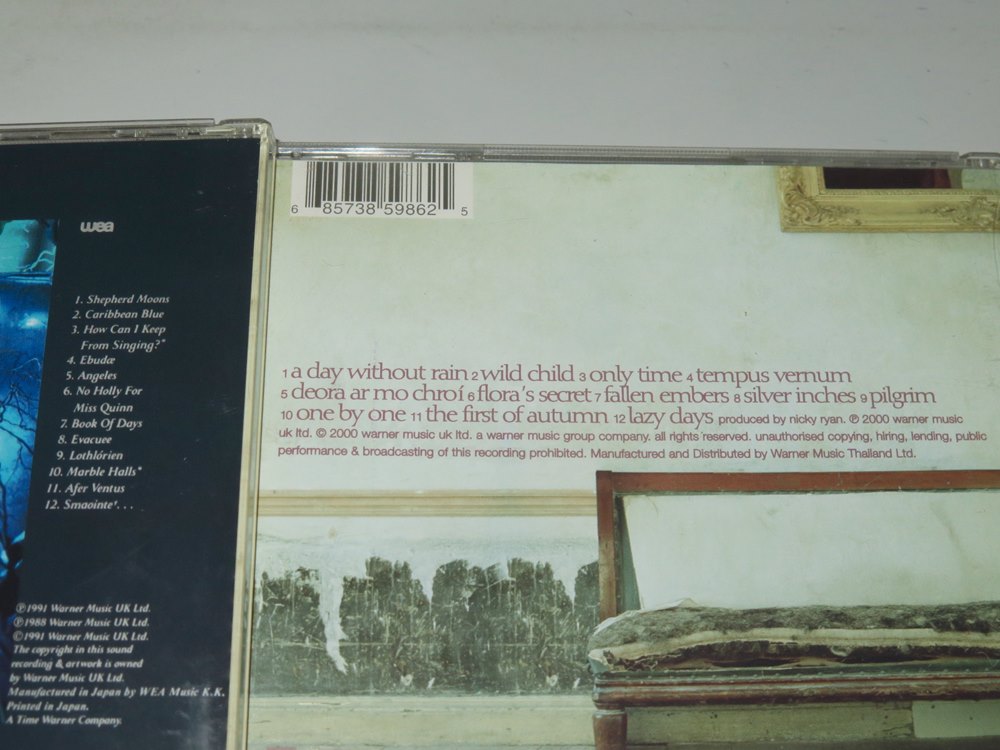 wea
1. Shepherd Moons
2. Caribbean Blue
3. How Can I Keep
From Singing?*
4. Ebudæ
5. Angeles
6. No Holly For
Miss Quinn
7. Book Of Days
8. Evacuee
9. Lothlórien
10. Marble Halls*
11. Afer Ventus
12. Smaointe†. . .
℗1991 Warner Music UK Ltd.
℗1988 Warner Music UK Ltd.
©1991 Warner Music UK Ltd.
The copyright in this sound
recording & artwork is owned
by Warner Music UK Ltd.
Manufactured in Japan by WEA Music K.K.
Printed in Japan.
A Time Warner Company.
6 85738 59862 5
1 a day without rain 2 wild child 3 only time 4 tempus vernum
5 deora ar mo chroí 6 flora's secret 7 fallen embers 8 silver inches 9 pilgrim
10 one by one 11 the first of autumn 12 lazy days produced by nicky ryan. ℗ 2000 warner music
uk ltd. © 2000 warner music uk ltd. a warner music group company. all rights reserved. unauthorised copying, hiring, lending, public
performance & broadcasting of this recording prohibited. Manufactured and Distributed by Warner Music Thailand Ltd.